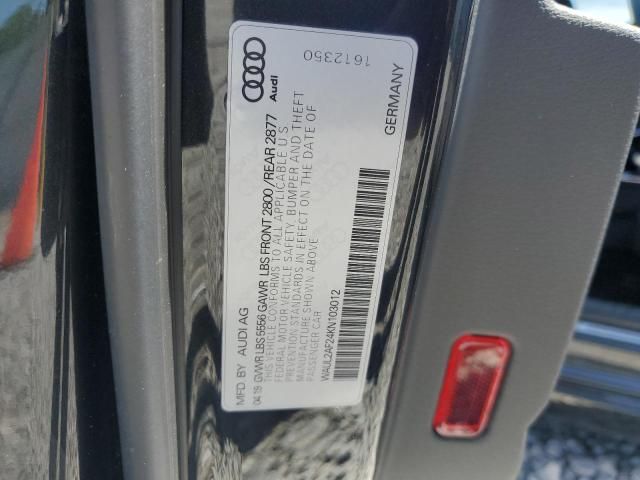 Audi
MFD BY AUDI AG
04 19 GVWR LBS 5556 GAWR LBS FRONT 2800 /REAR 2877
THIS VEHICLE CONFORMS TO ALL APPLICABLE U S
FEDERAL MOTOR VEHICLE SAFETY, BUMPER AND THEFT
PREVENTION STANDARDS IN EFFECT ON THE DATE OF
MANUFACTURE SHOWN ABOVE
PASSENGER CAR
WAUL2AF24KN103012
1612350
GERMANY